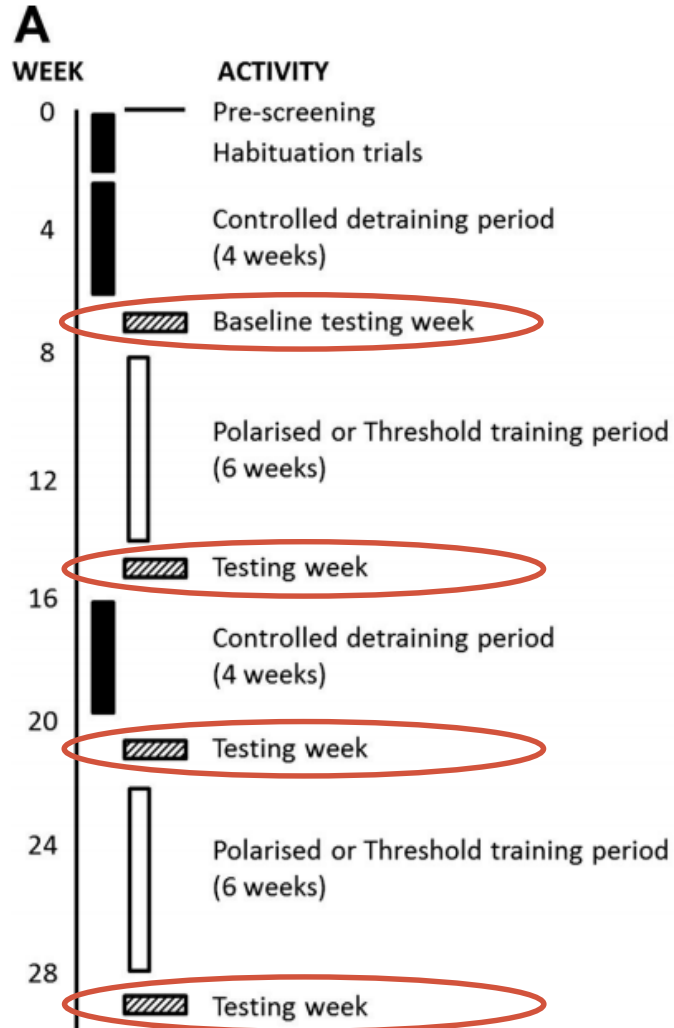 A
WEEK ACTIVITY
0 Pre-screening
Habituation trials
4 Controlled detraining period
(4 weeks)
Baseline testing week
8
Polarised or Threshold training period
12 (6 weeks)
Testing week
16
Controlled detraining period
(4 weeks)
20
Testing week
24 Polarised or Threshold training period
(6 weeks)
28
Testing week